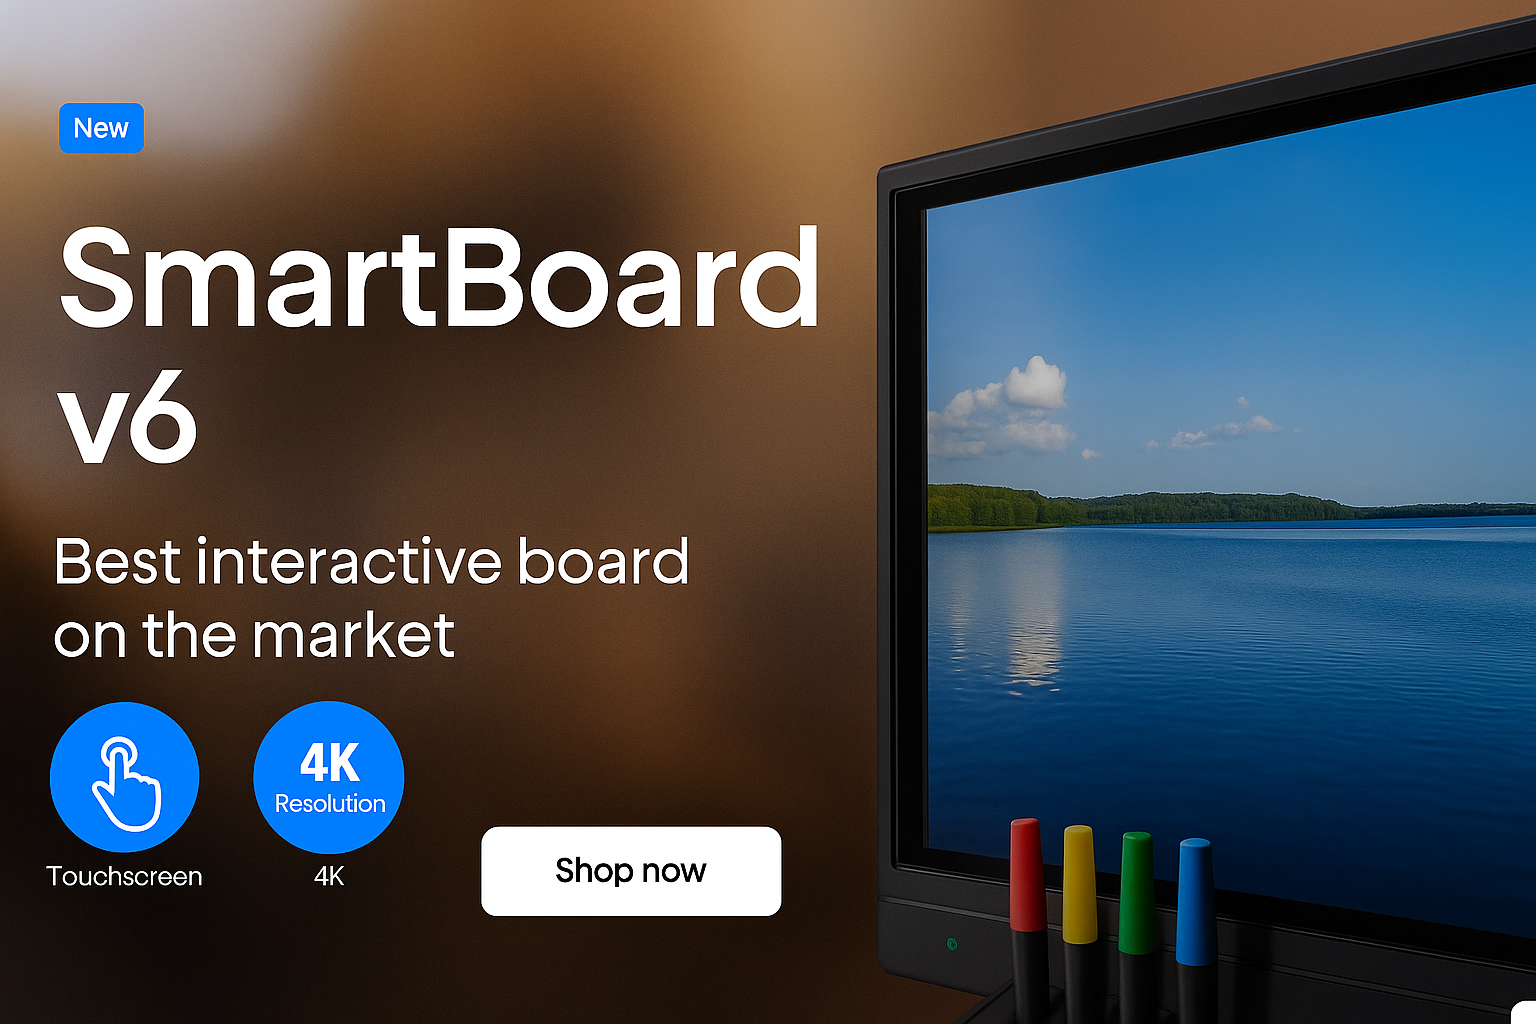 New
SmartBoard
v6
Best interactive board
on the market
4K
Resolution
Touchscreen
4K
Shop now